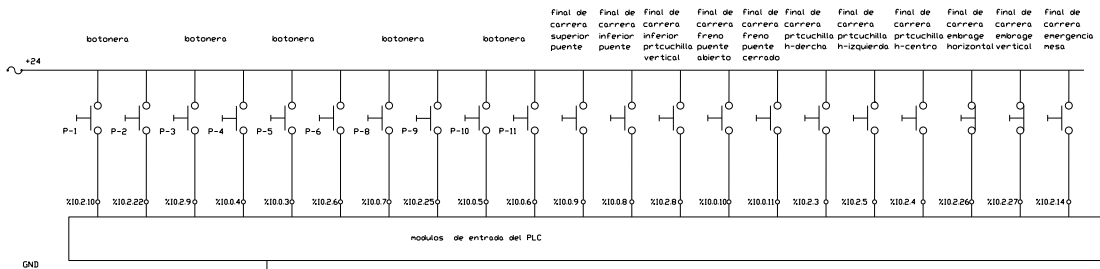 final de carrera superior puente
final de carrera inferior puente
final de carrera inferior prtcuchilla vertical
final de carrera freno puente abierto
final de carrera freno puente cerrado
final de carrera prtcuchilla h-dercha
final de carrera prtcuchilla h-izquierda
final de carrera prtcuchilla h-centro
final de carrera embrage horizontal
final de carrera embrage vertical
final de carrera emergencia mesa
botonera
botonera
botonera
botonera
botonera
+24
P-1
P-2
P-3
P-4
P-5
P-6
P-8
P-9
P-10
P-11
%I0.2.10
%I0.2.22
%I0.2.9
%I0.0.4
%I0.0.3
%I0.2.6
%I0.0.7
%I0.2.25
%I0.0.5
%I0.0.6
%I0.0.9
%I0.0.8
%I0.2.8
%I0.0.10
%I0.0.11
%I0.2.3
%I0.2.5
%I0.2.4
%I0.2.26
%I0.2.27
%I0.2.14
modulos de entrada del PLC
GND